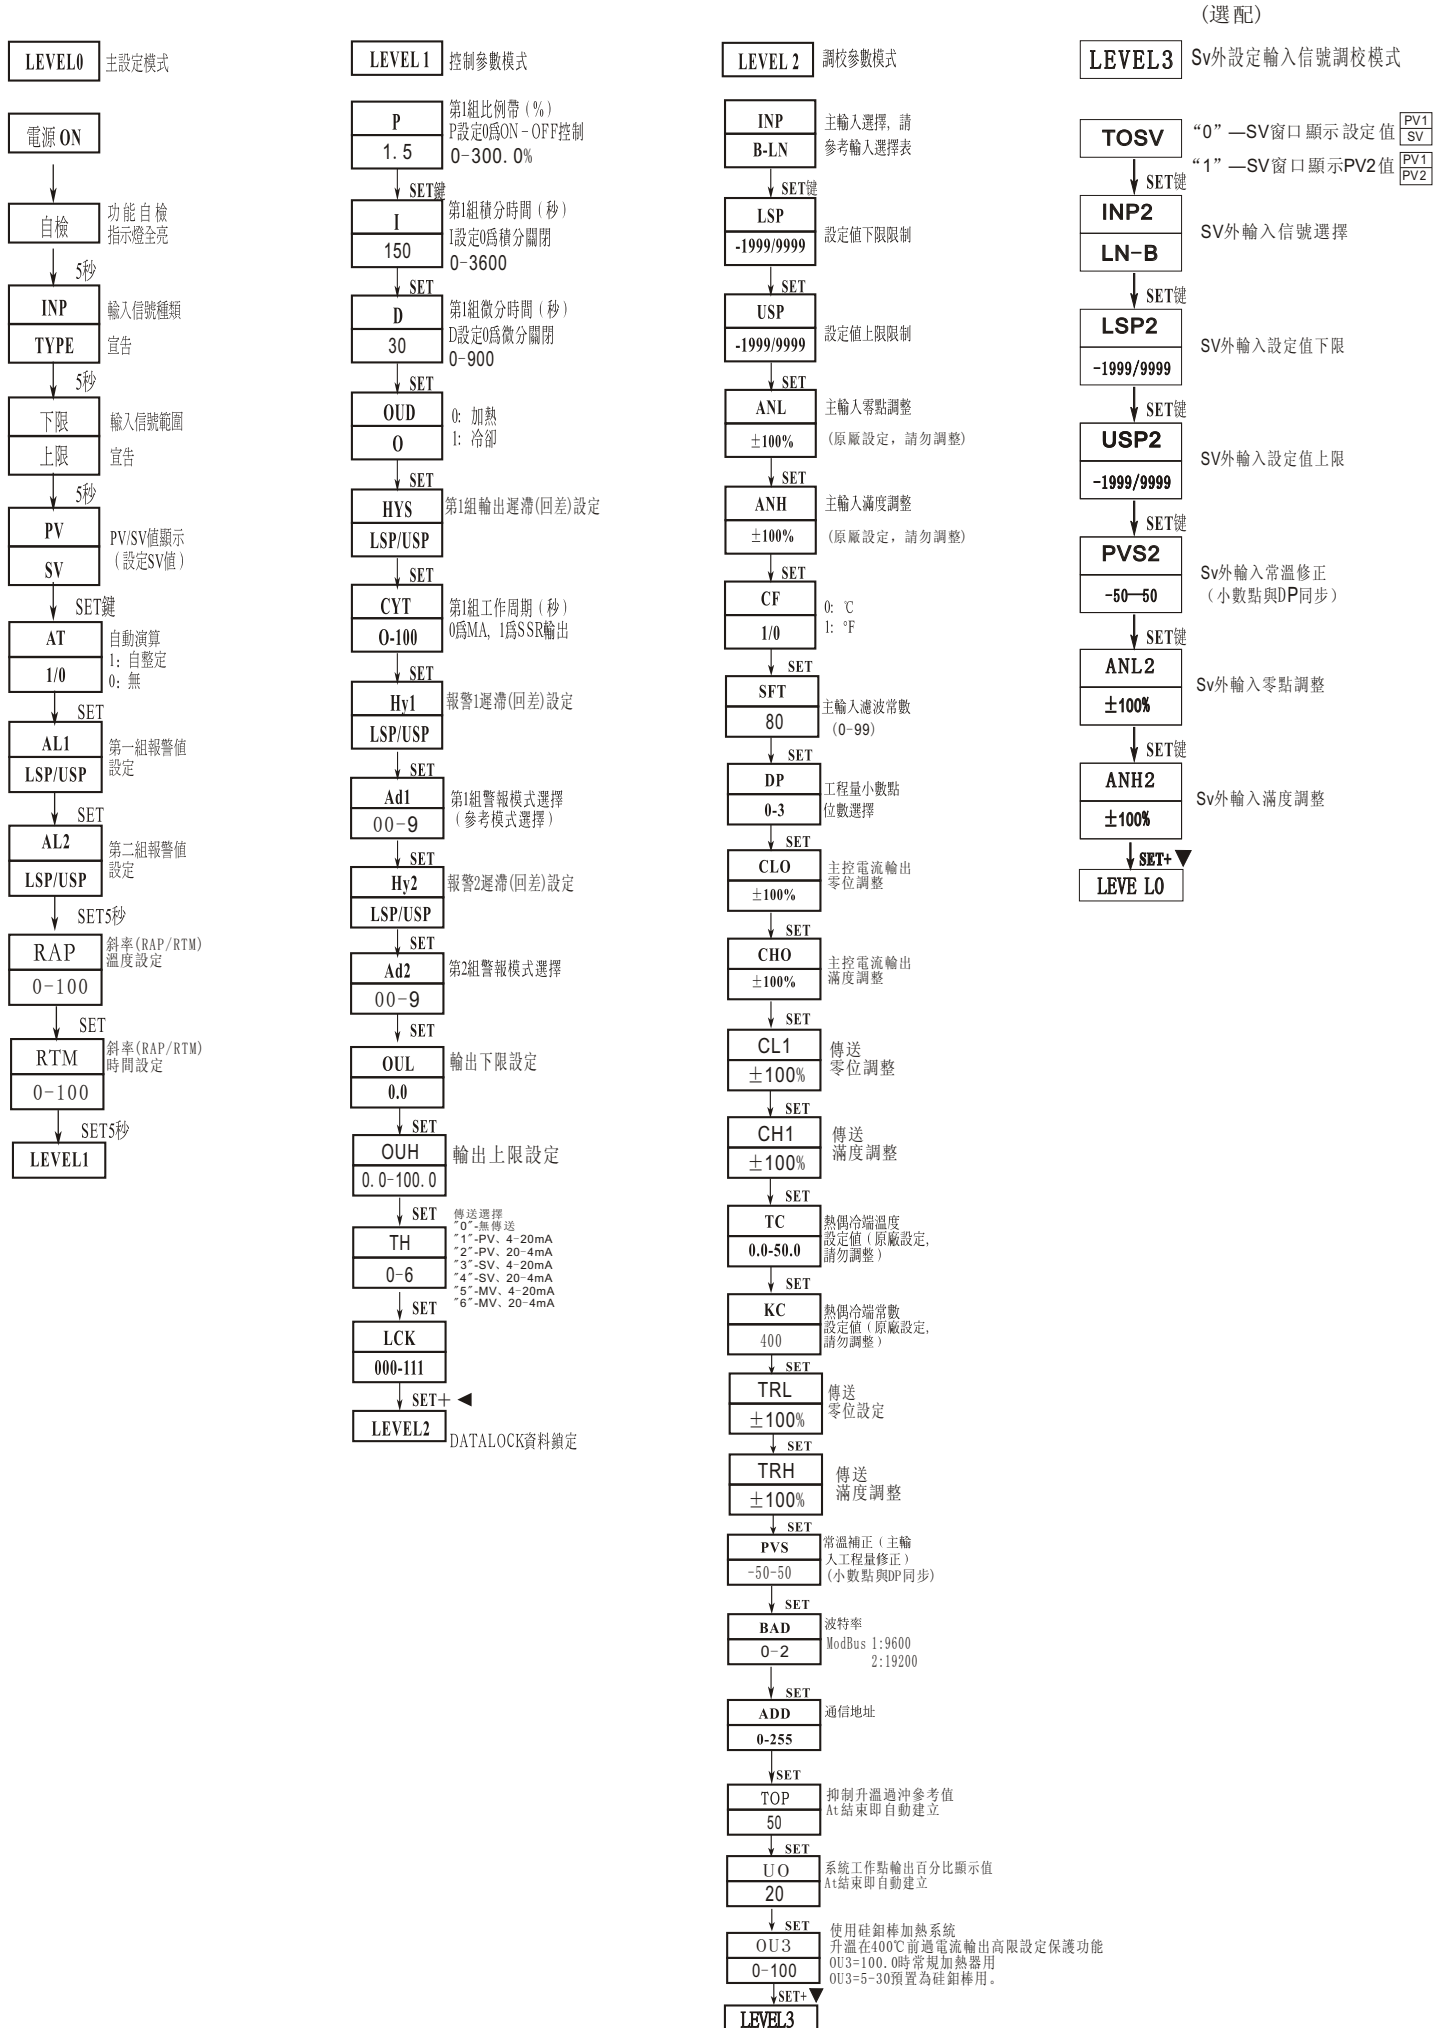 LEVEL0 主設定模式
電源 ON
自檢
功能自檢
指示燈全亮
5秒
INP
TYPE
輸入信號種類
宣告
5秒
下限
上限
輸入信號範圍
宣告
5秒
PV
SV
PV/SV值顯示
（設定SV值）
SET鍵
AT
1/0
自動演算
1: 自整定
0: 無
SET
AL1
LSP/USP
第一組報警值
設定
SET
AL2
LSP/USP
第二組報警值
設定
SET5秒
RAP
0-100
斜率(RAP/RTM)
溫度設定
SET
RTM
0-100
斜率(RAP/RTM)
時間設定
SET5秒
LEVEL1
LEVEL 1 控制參數模式
P
1. 5
第1組比例帶（%）
P設定0爲ON-OFF控制
0-300. 0%
SET鍵
I
150
第1組積分時間（秒）
I設定0爲積分關閉
0-3600
SET
D
30
第1組微分時間（秒）
D設定0爲微分關閉
0-900
SET
OUD
O
0: 加熱
1: 冷卻
SET
HYS
LSP/USP
第1組輸出遲滯(回差)設定
SET
CYT
O-100
第1組工作周期（秒）
0爲MA, 1爲SSR輸出
SET
Hy1
LSP/USP
報警1遲滯(回差)設定
SET
Ad1
00-9
第1組警報模式選擇
（參考模式選擇）
SET
Hy2
LSP/USP
報警2遲滯(回差)設定
SET
Ad2
00-9
第2組警報模式選擇
SET
OUL
0.0
輸出下限設定
SET
OUH
0. 0-100. 0
輸出上限設定
SET
TH
0-6
傳送選擇
"0"-無傳送
"1"-PV、4-20mA
"2"-PV、20-4mA
"3"-SV、4-20mA
"4"-SV、20-4mA
"5"-MV、4-20mA
"6"-MV、20-4mA
SET
LCK
000-111
SET+ ◀
LEVEL2
DATALOCK資料鎖定
LEVEL 2 調校參數模式
INP
B-LN
主輸入選擇, 請
參考輸入選擇表
SET键
LSP
-1999/9999
設定值下限限制
SET
USP
-1999/9999
設定值上限限制
SET
ANL
±100%
主輸入零點調整
(原厰設定，請勿調整)
SET
ANH
±100%
主輸入滿度調整
(原厰設定，請勿調整)
SET
CF
1/0
0: ℃
1: °F
SET
SFT
80
主輸入濾波常數
(0-99)
SET
DP
0-3
工程量小數點
位數選擇
SET
CLO
±100%
主控電流輸出
零位調整
SET
CHO
±100%
主控電流輸出
滿度調整
SET
CL1
±100%
傳送
零位調整
SET
CH1
±100%
傳送
滿度調整
SET
TC
0.0-50.0
熱偶冷端溫度
設定值（原廠設定,
請勿調整）
SET
KC
400
熱偶冷端常數
設定值（原廠設定,
請勿調整）
SET
TRL
±100%
傳送
零位設定
SET
TRH
±100%
傳送
滿度調整
SET
PVS
-50-50
常溫補正（主輸
入工程量修正）
(小數點與DP同步)
SET
BAD
0-2
波特率
ModBus 1:9600
2:19200
SET
ADD
0-255
通信地址
SET
TOP
50
抑制升溫過沖參考值
At結束即自動建立
SET
UO
20
系統工作點輸出百分比顯示值
At結束即自動建立
SET
OU3
0-100
使用硅鉬棒加熱系統
升溫在400℃前過電流輸出高限設定保護功能
OU3=100.0時常規加熱器用
OU3=5-30預置為硅鉬棒用。
SET+ ▼
LEVEL3
(選配)
LEVEL3 Sv外設定輸入信號調校模式
TOSV
“0” —SV窗口顯示設定值 PV1
SV
“1” —SV窗口顯示PV2值 PV1
PV2
SET键
INP2
LN-B
SV外輸入信號選擇
SET键
LSP2
-1999/9999
SV外輸入設定值下限
SET键
USP2
-1999/9999
SV外輸入設定值上限
SET键
PVS2
-50—50
Sv外輸入常溫修正
（小數點與DP同步）
SET键
ANL2
±100%
Sv外輸入零點調整
SET键
ANH2
±100%
Sv外輸入滿度調整
SET+ ▼
LEVE L0